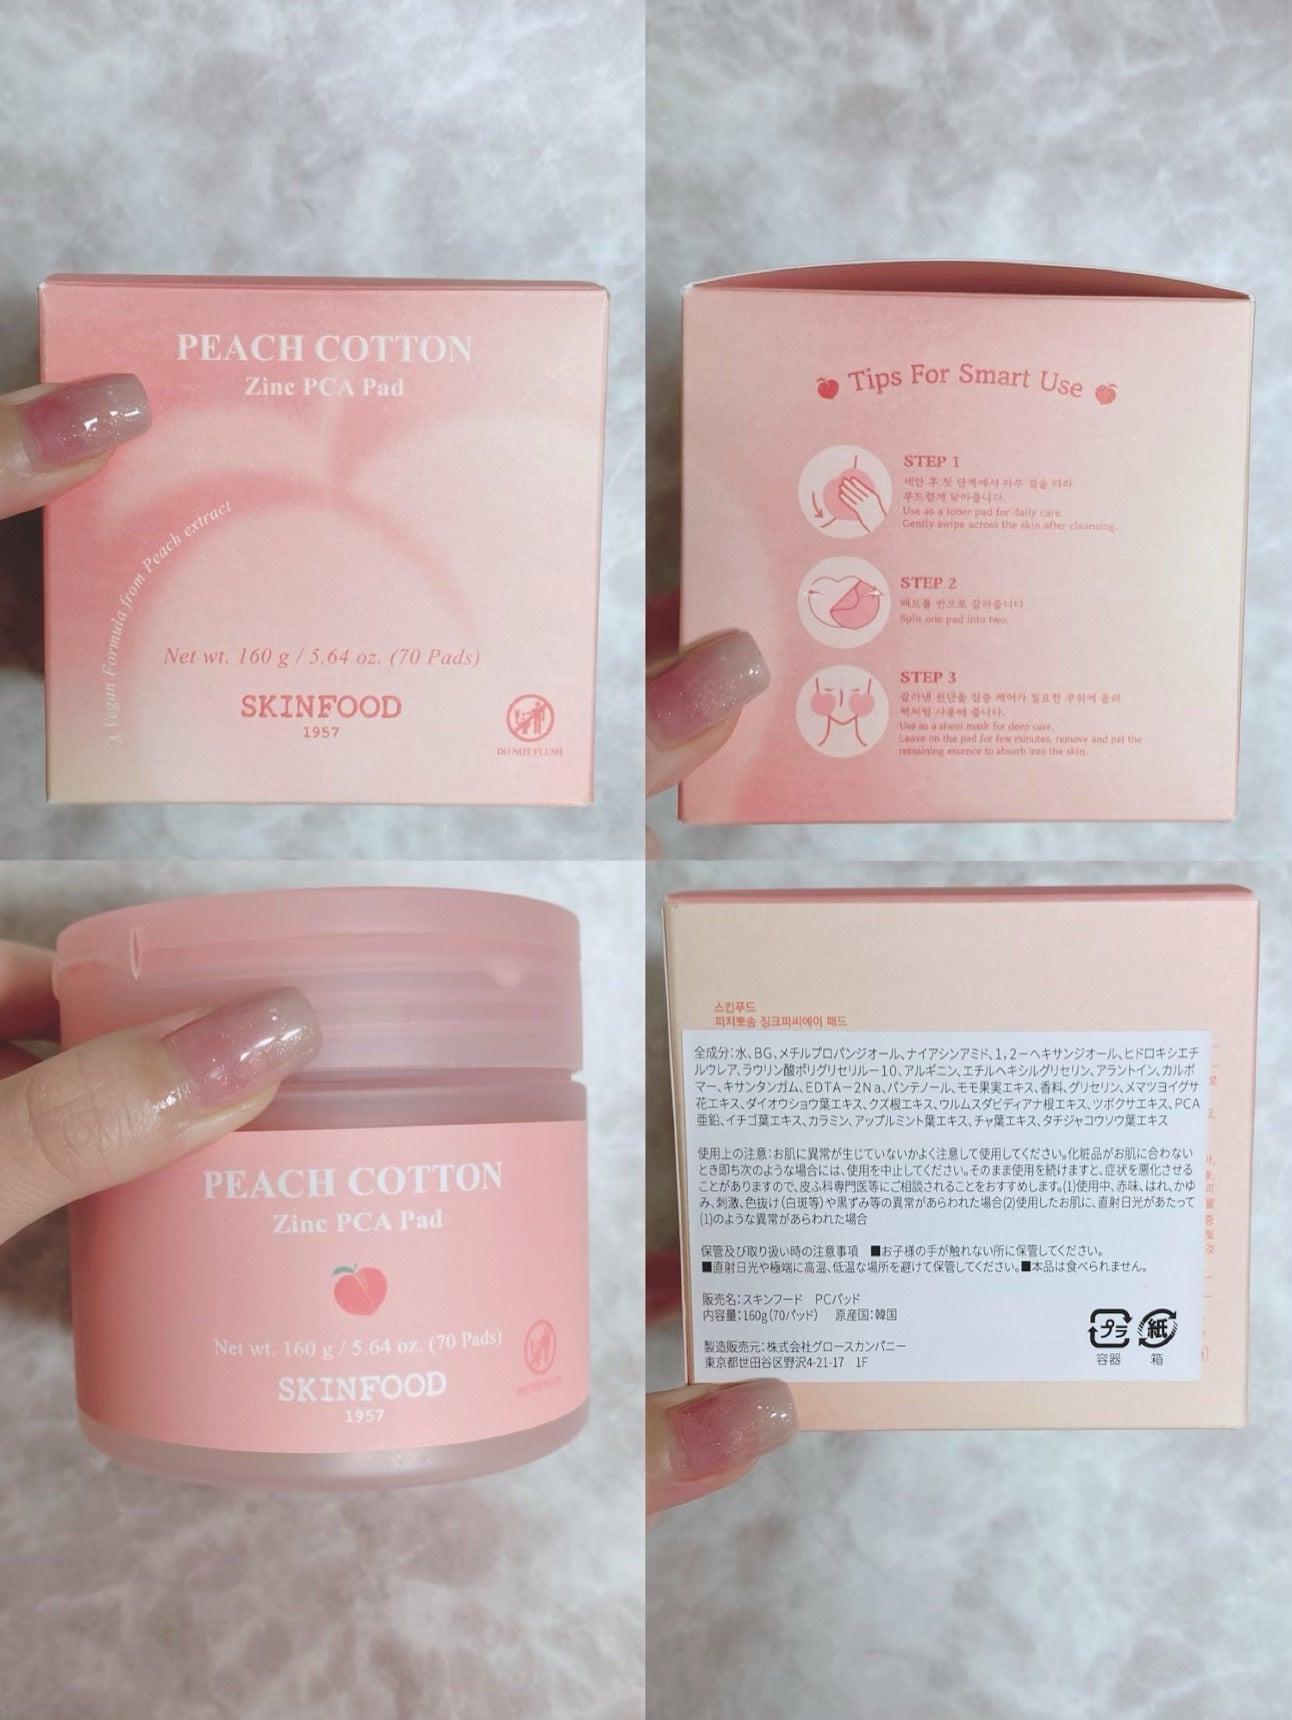 PEACH COTTON
Zinc PCA Pad
A Vegan Formula from Peach extract
Net wt. 160 g / 5.64 oz. (70 Pads)
SKINFOOD
1957
DO NOT FLUSH
Tips For Smart Use
STEP 1
세안 후 첫 단계에서 피부 결을 따라
부드럽게 닦아줍니다.
Use as a toner pad for daily care.
Gently swipe across the skin after cleansing.
STEP 2
패드를 반으로 갈라줍니다
Split one pad into two.
STEP 3
갈라낸 원단을 집중 케어가 필요한 부위에 올려
팩처럼 사용해 줍니다.
Use as a sheet mask for deep care.
Leave on the pad for few minutes, remove and pat the
remaining essence to absorb into the skin.
PEACH COTTON
Zinc PCA Pad
Net wt. 160 g / 5.64 oz. (70 Pads)
SKINFOOD
1957
DO NOT FLUSH
스킨푸드
피치뽀송 징크피씨에이 패드
全成分:水、BG、メチルプロパンジオール、ナイアシンアミド、1,2-ヘキサンジオール、ヒドロキシエチ
ルウレア、ラウリン酸ポリグリセリル-10、アルギニン、エチルヘキシルグリセリン、アラントイン、カルボ
マー、キサンタンガム、EDTA-2Na、パンテノール、モモ果実エキス、香料、グリセリン、メマツヨイグサ
花エキス、ダイオウショウ葉エキス、クズ根エキス、ウルムスダビディアナ根エキス、ツボクサエキス、PCA
亜鉛、イチゴ葉エキス、カラミン、アップルミント葉エキス、チャ葉エキス、タチジャコウソウ葉エキス
使用上の注意:お肌に異常が生じていないかよく注意して使用してください。化粧品がお肌に合わない
とき即ち次のような場合には、使用を中止してください。そのまま使用を続けますと、症状を悪化させる
ことがありますので、皮ふ科専門医等にご相談されることをおすすめします。(1)使用中、赤味、はれ、かゆ
み、刺激、色抜け(白斑等)や黒ずみ等の異常があらわれた場合(2)使用したお肌に、直射日光があたって
(1)のような異常があらわれた場合
保管及び取り扱い時の注意事項 ■お子様の手が触れない所に保管してください。
■直射日光や極端に高温、低温な場所を避けて保管してください。■本品は食べられません。
販売名:スキンフード PCパッド
内容量:160g(70パッド) 原産国:韓国
製造販売元:株式会社グロースカンパニー
東京都世田谷区野沢4-21-17 1F
プラ 紙
容器 箱